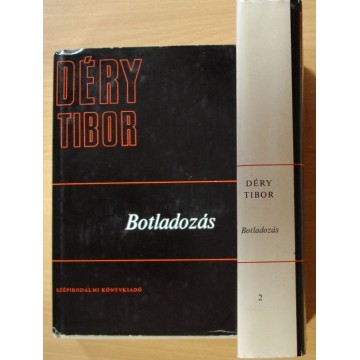 DÉRY
TIBOR
Botladozás
SZÉPIRODALMI KÖNYVKIADÓ
DÉRY
TIBOR
Botladozás
2